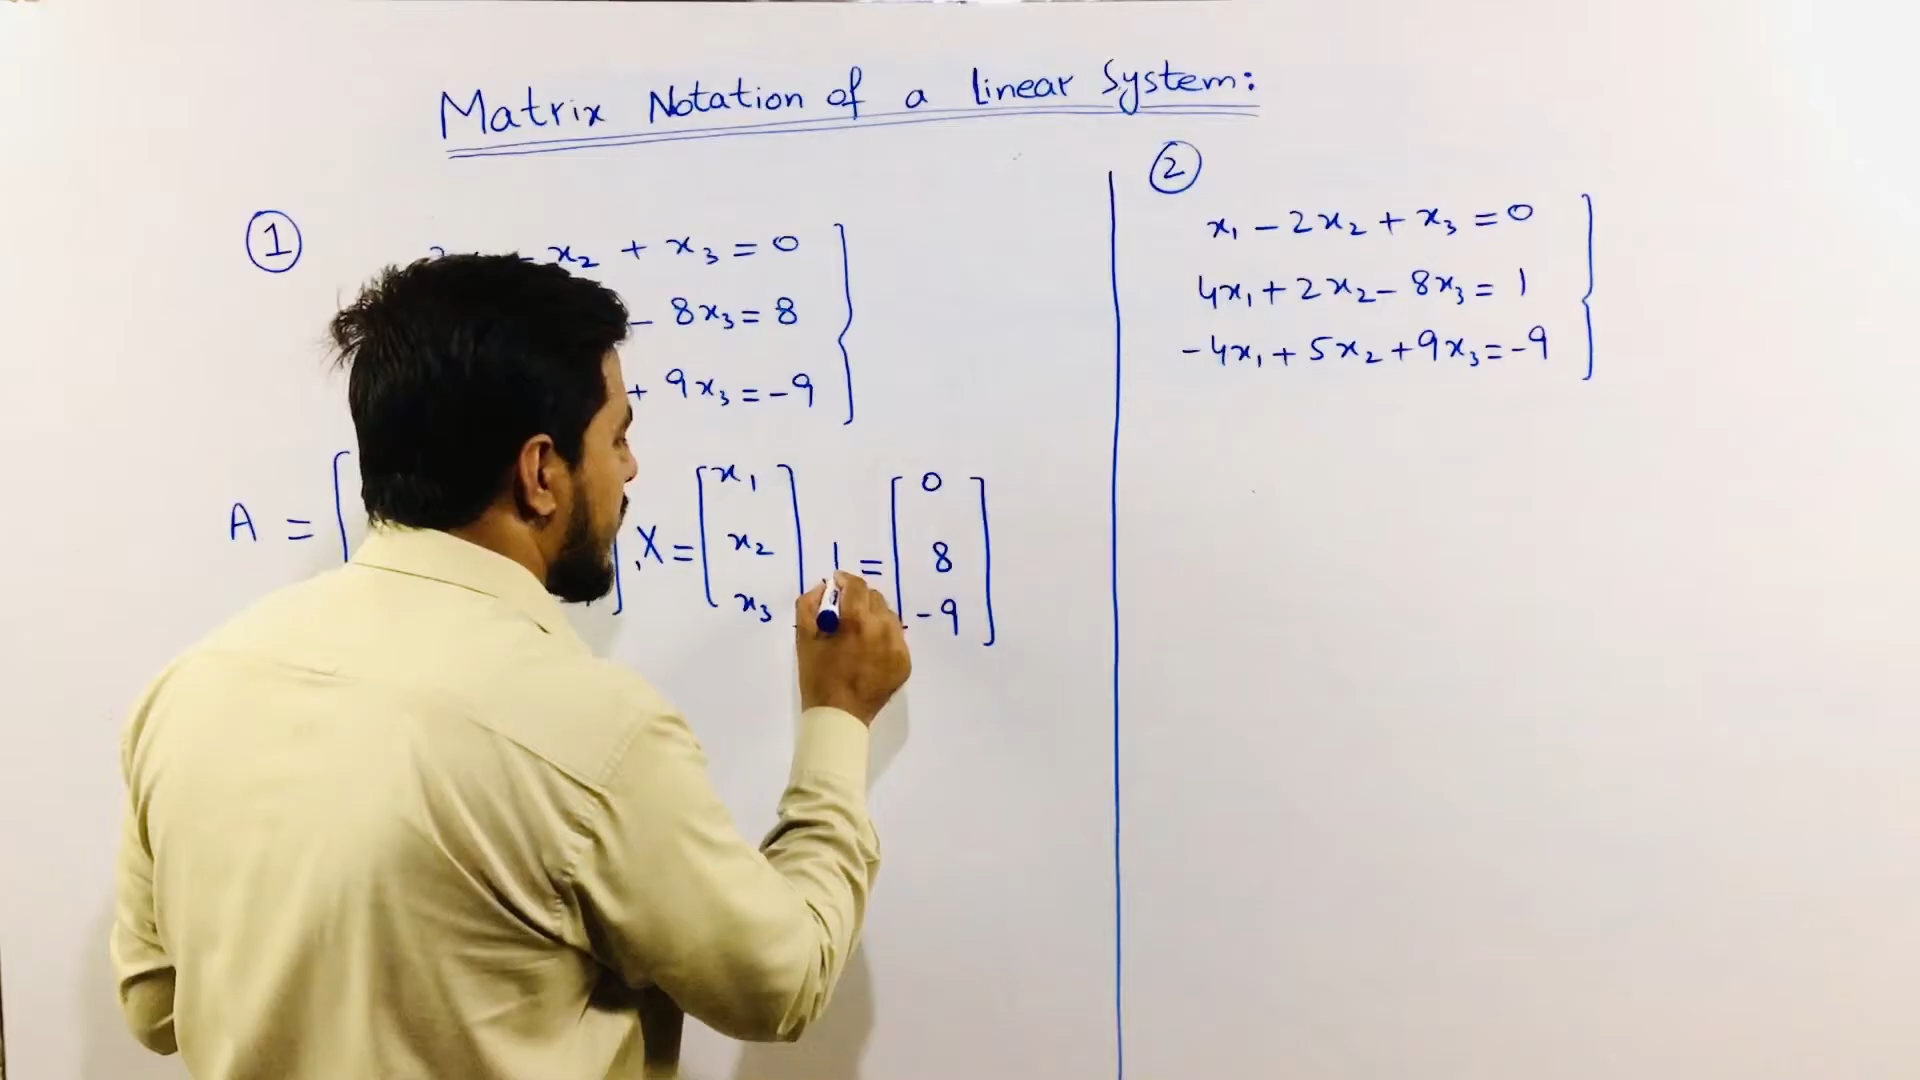 Matrix Notation of a Linear System:
①
x₂ + x₃ = 0
- 8x₃ = 8
+ 9x₃ = -9
A = [ ], X = [x₁ x₂ x₃] = [0 8 -9]
②
x₁ - 2x₂ + x₃ = 0
4x₁ + 2x₂ - 8x₃ = 1
-4x₁ + 5x₂ + 9x₃ = -9